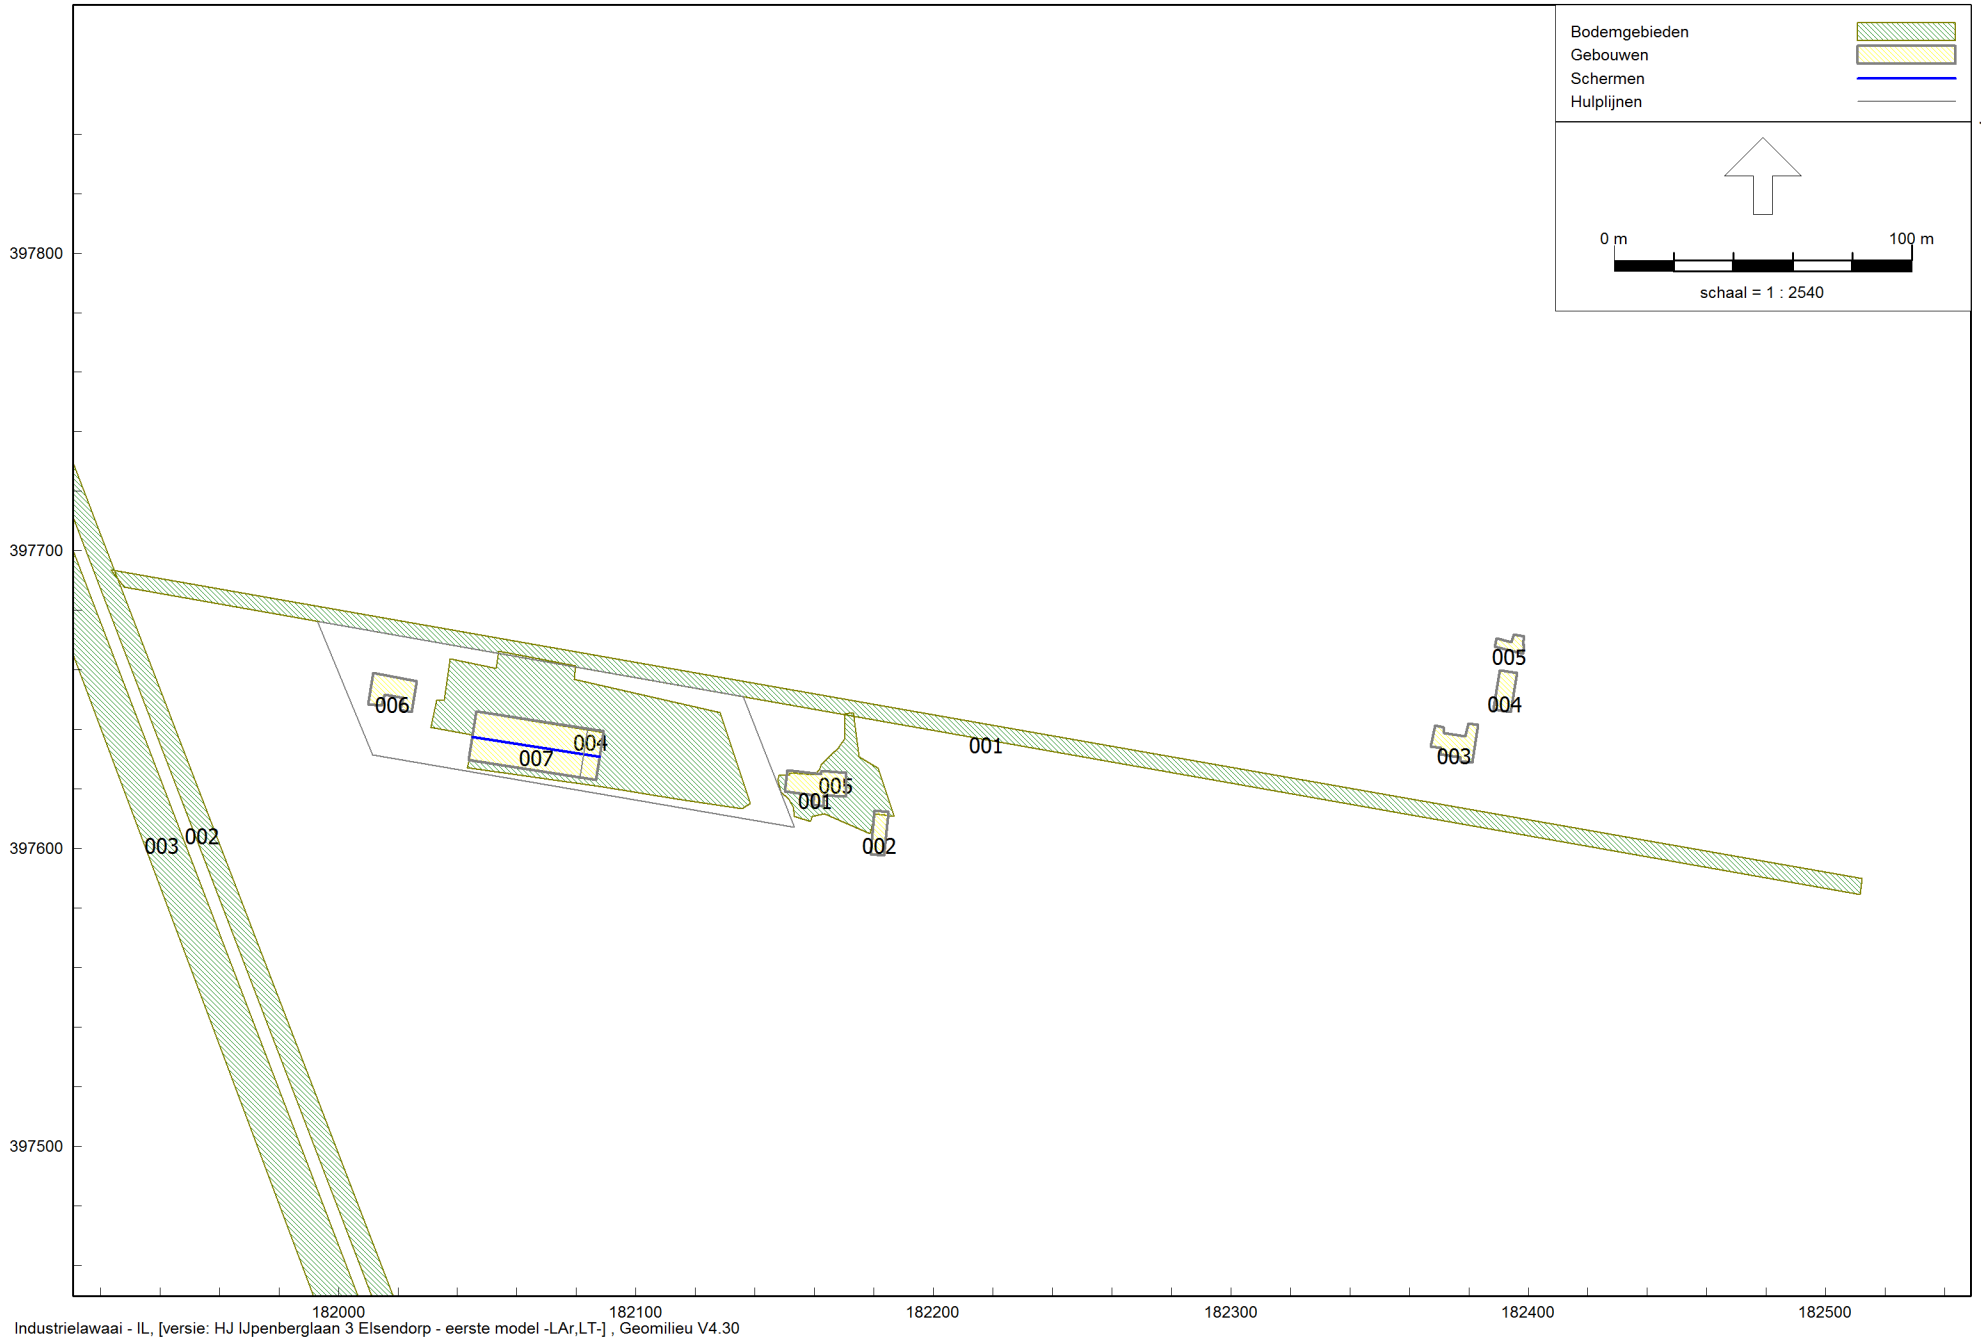 Bodemgebieden
Gebouwen
Schermen
Hulplijnen
0 m 100 m
schaal = 1 : 2540
397800
397700
397600
397500
005
004
003
001
006
004
007
005
001
002
002
003
182000 182100 182200 182300 182400 182500
Industrielawaai - IL, [versie: HJ IJpenberglaan 3 Elsendorp - eerste model -LAr,LT-] , Geomilieu V4.30